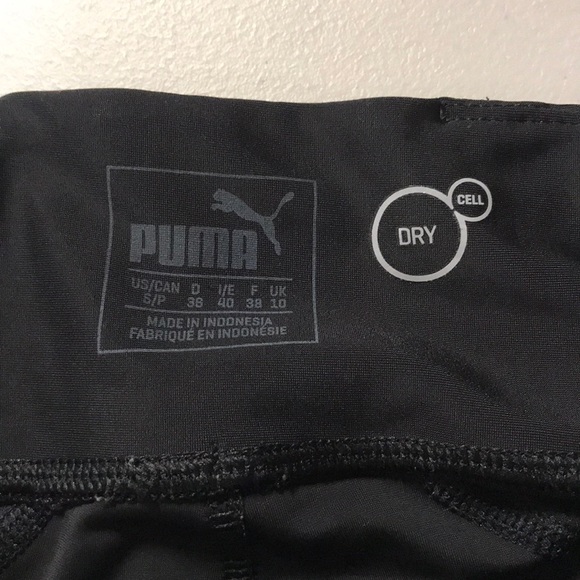 PUMA
US/CAN D I/E F UK
S/P 36 40 38 10
MADE IN INDONESIA
FABRIQUÉ EN INDONÉSIE
DRY
CELL